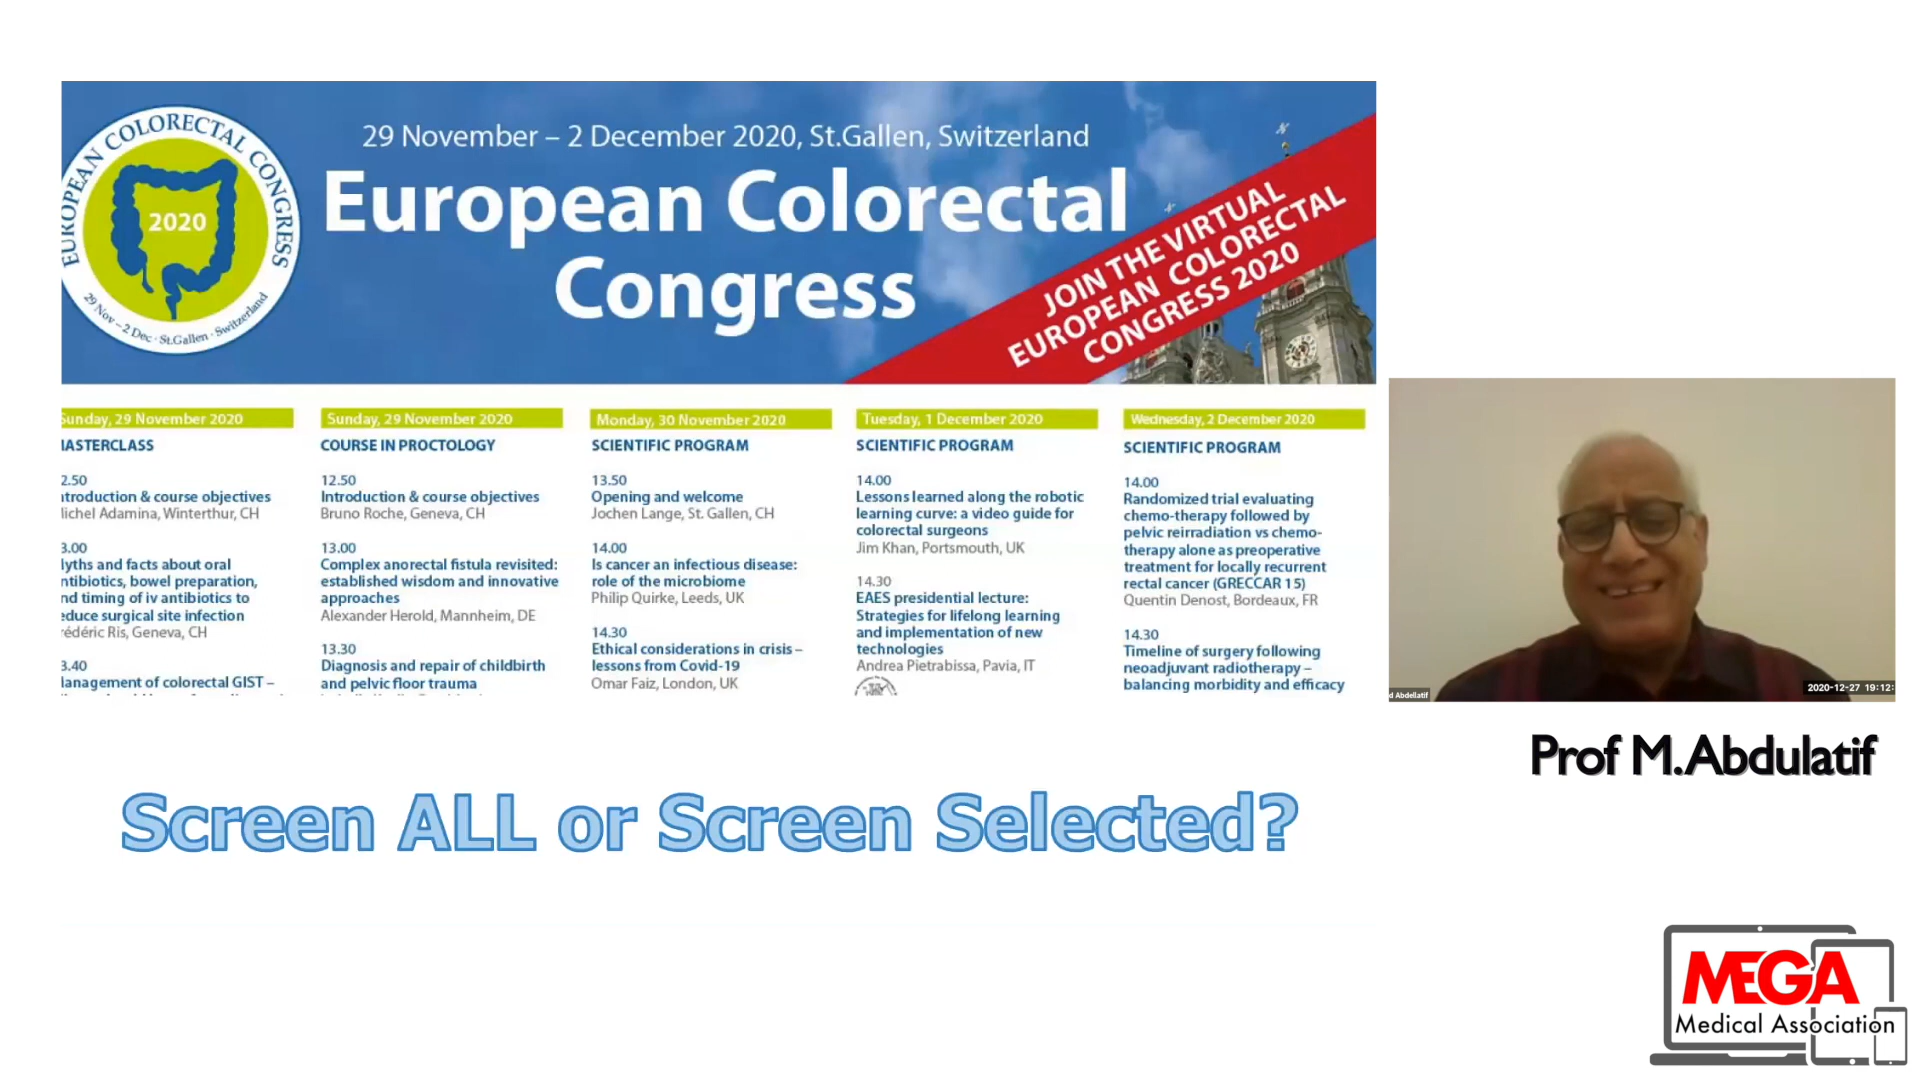 29 November – 2 December 2020, St.Gallen, Switzerland
European Colorectal
Congress
EUROPEAN COLORECTAL CONGRESS
2020
29 Nov – 2 Dec · St.Gallen · Switzerland
JOIN THE VIRTUAL
EUROPEAN COLORECTAL
CONGRESS 2020
Sunday, 29 November 2020
IASTERCLASS
2.50
ntroduction & course objectives
lichel Adamina, Winterthur, CH
3.00
lyths and facts about oral
ntibiotics, bowel preparation,
nd timing of iv antibiotics to
educe surgical site infection
rédéric Ris, Geneva, CH
3.40
lanagement of colorectal GIST –
Sunday, 29 November 2020
COURSE IN PROCTOLOGY
12.50
Introduction & course objectives
Bruno Roche, Geneva, CH
13.00
Complex anorectal fistula revisited:
established wisdom and innovative
approaches
Alexander Herold, Mannheim, DE
13.30
Diagnosis and repair of childbirth
and pelvic floor trauma
Monday, 30 November 2020
SCIENTIFIC PROGRAM
13.50
Opening and welcome
Jochen Lange, St. Gallen, CH
14.00
Is cancer an infectious disease:
role of the microbiome
Philip Quirke, Leeds, UK
14.30
Ethical considerations in crisis –
lessons from Covid-19
Omar Faiz, London, UK
Tuesday, 1 December 2020
SCIENTIFIC PROGRAM
14.00
Lessons learned along the robotic
learning curve: a video guide for
colorectal surgeons
Jim Khan, Portsmouth, UK
14.30
EAES presidential lecture:
Strategies for lifelong learning
and implementation of new
technologies
Andrea Pietrabissa, Pavia, IT
Wednesday, 2 December 2020
SCIENTIFIC PROGRAM
14.00
Randomized trial evaluating
chemo-therapy followed by
pelvic reirradiation vs chemo-
therapy alone as preoperative
treatment for locally recurrent
rectal cancer (GRECCAR 15)
Quentin Denost, Bordeaux, FR
14.30
Timeline of surgery following
neoadjuvant radiotherapy –
balancing morbidity and efficacy
d Abdellatif
2020-12-27 19:12:
Prof M.Abdulatif
Screen ALL or Screen Selected?
MEGA
Medical Association